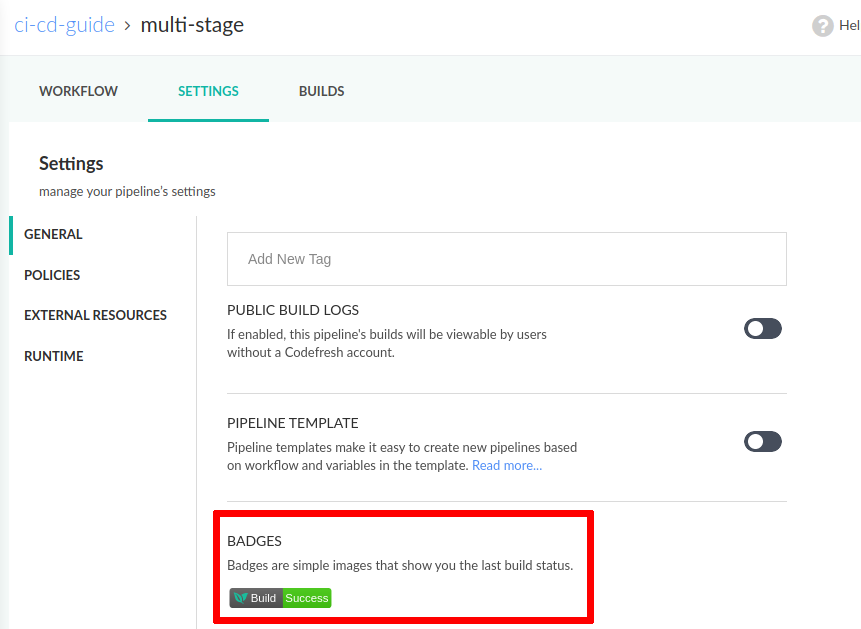 ci-cd-guide > multi-stage
? Hel
WORKFLOW SETTINGS BUILDS
Settings
manage your pipeline's settings
GENERAL
POLICIES
EXTERNAL RESOURCES
RUNTIME
Add New Tag
PUBLIC BUILD LOGS
If enabled, this pipeline's builds will be viewable by users
without a Codefresh account.
PIPELINE TEMPLATE
Pipeline templates make it easy to create new pipelines based
on workflow and variables in the template. Read more...
BADGES
Badges are simple images that show you the last build status.
Build Success